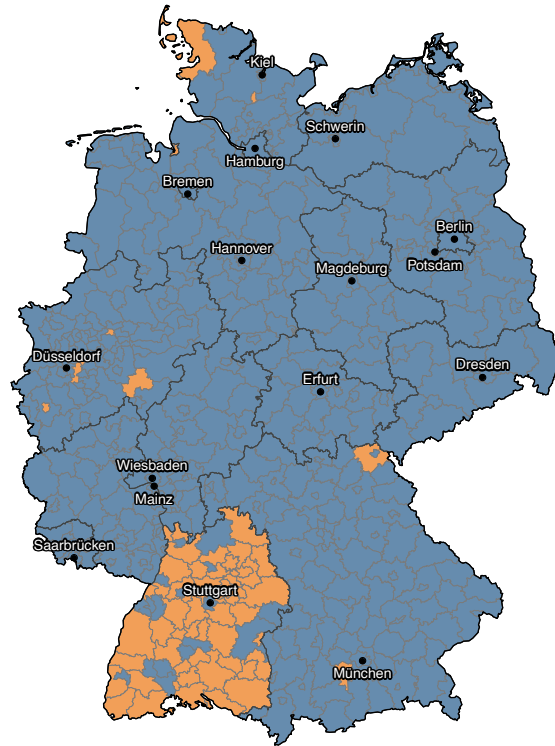 Kiel
Schwerin
Hamburg
Bremen
Berlin
Hannover
Potsdam
Magdeburg
Düsseldorf
Dresden
Erfurt
Wiesbaden
Mainz
Saarbrücken
Stuttgart
München